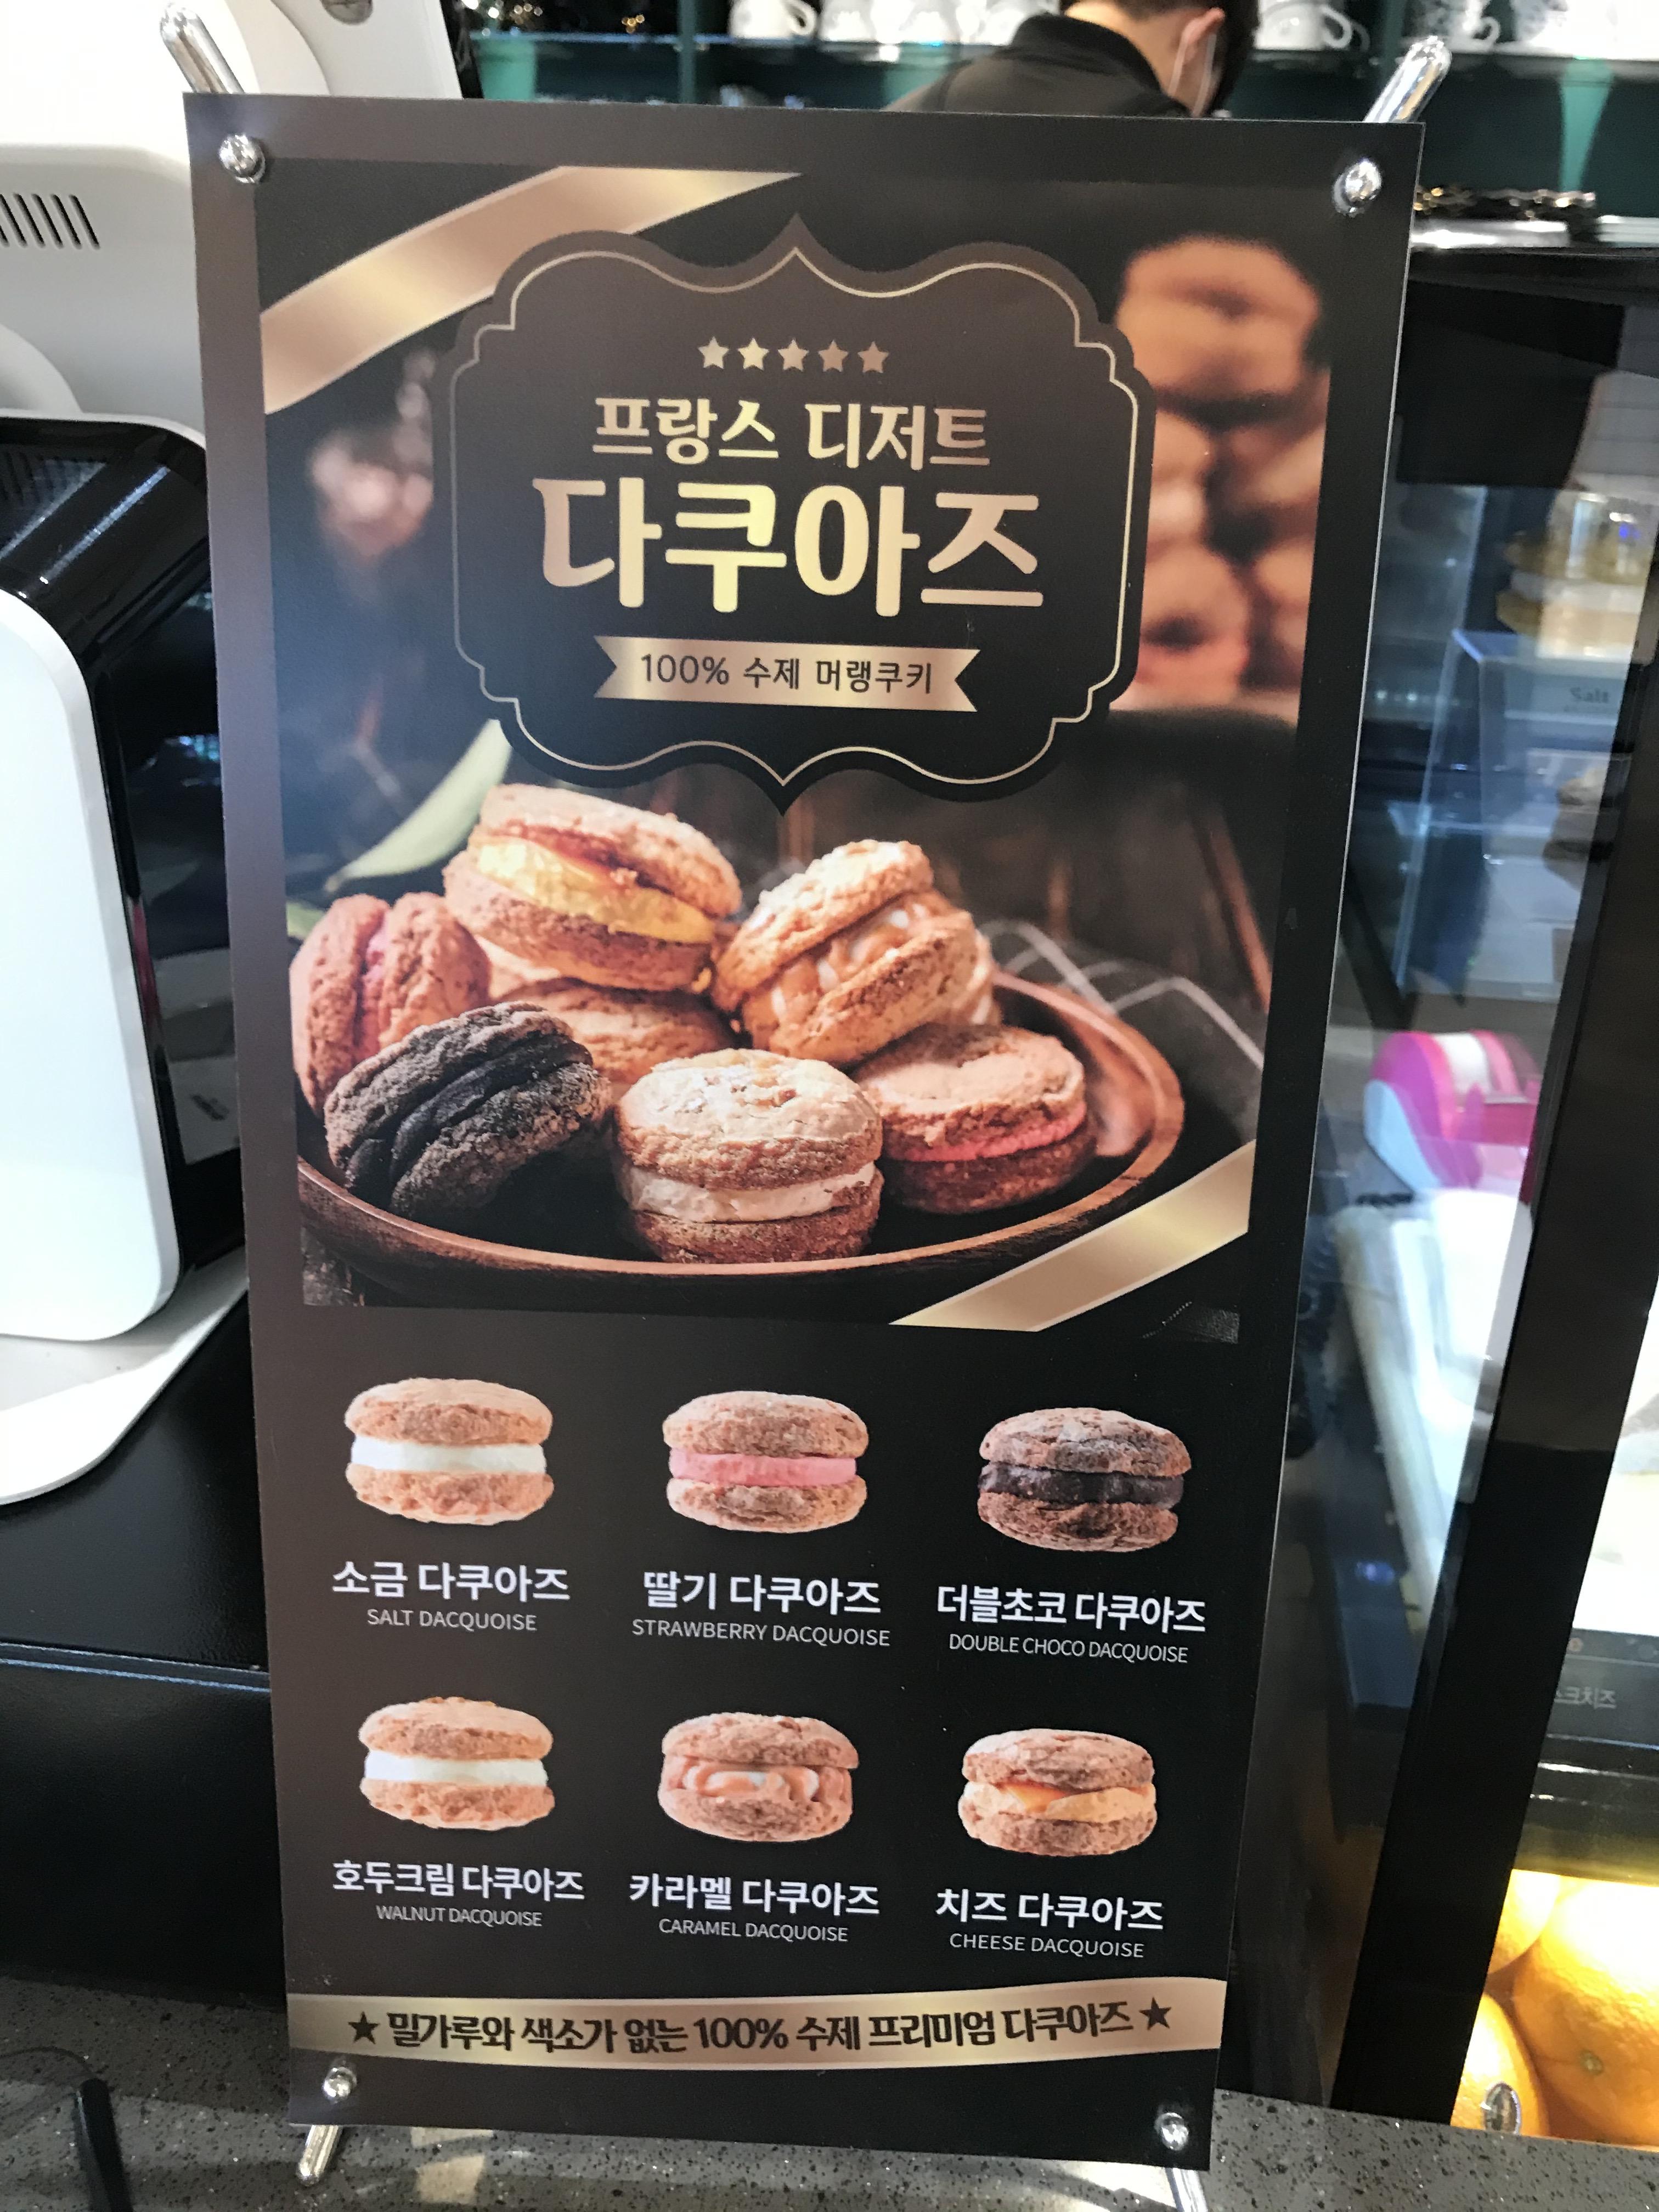 프랑스 디저트
다쿠아즈
100% 수제 머랭쿠키
소금 다쿠아즈
SALT DACQUOISE
딸기 다쿠아즈
STRAWBERRY DACQUOISE
더블초코 다쿠아즈
DOUBLE CHOCO DACQUOISE
호두크림 다쿠아즈
WALNUT DACQUOISE
카라멜 다쿠아즈
CARAMEL DACQUOISE
치즈 다쿠아즈
CHEESE DACQUOISE
★ 밀가루와 색소가 없는 100% 수제 프리미엄 다쿠아즈 ★
Salt